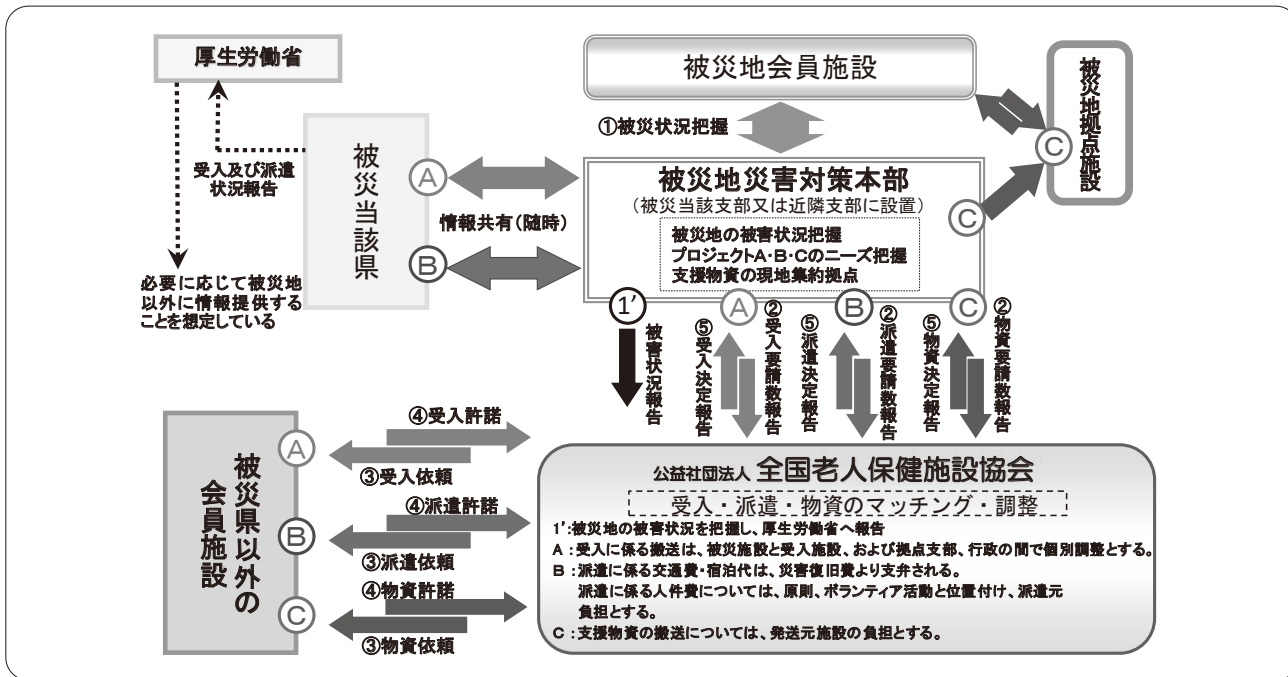 厚生労働省
被災地会員施設
被災地拠点施設
①被災状況把握
C
受入及び派遣
状況報告
被災当該県
A
情報共有（随時）
B
被災地災害対策本部
（被災当該支部又は近隣支部に設置）
被災地の被害状況把握
プロジェクトA・B・Cのニーズ把握
支援物資の現地集約拠点
C
必要に応じて被災地
以外に情報提供する
ことを想定している
1’
被害状況報告
A
⑤受入決定報告
②受入要請数報告
B
⑤派遣決定報告
②派遣要請数報告
C
⑤物資決定報告
②物資要請数報告
被災県以外の
会員施設
A
④受入許諾
③受入依頼
B
④派遣許諾
③派遣依頼
C
④物資許諾
③物資依頼
公益社団法人 全国老人保健施設協会
受入・派遣・物資のマッチング・調整
1’：被災地の被害状況を把握し、厚生労働省へ報告
A：受入に係る搬送は、被災施設と受入施設、および拠点支部、行政の間で個別調整とする。
B：派遣に係る交通費・宿泊代は、災害復旧費より支弁される。
派遣に係る人件費については、原則、ボランティア活動と位置付け、派遣元
負担とする。
C：支援物資の搬送については、発送元施設の負担とする。